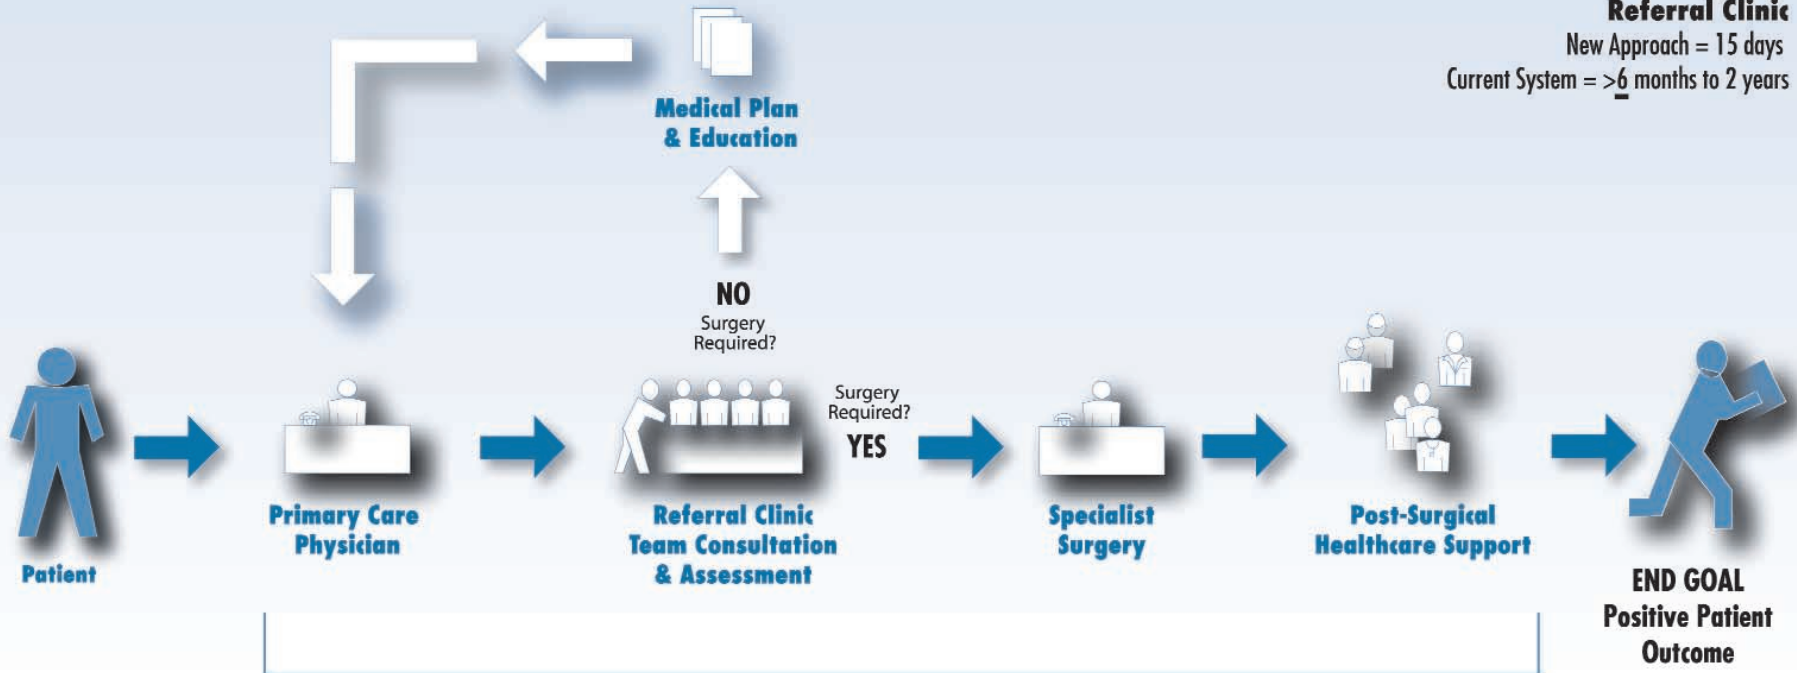 Referral Clinic
New Approach = 15 days
Current System = >6 months to 2 years
Medical Plan
& Education
NO
Surgery
Required?
Surgery
Required?
YES
Patient
Primary Care
Physician
Referral Clinic
Team Consultation
& Assessment
Specialist
Surgery
Post-Surgical
Healthcare Support
END GOAL
Positive Patient
Outcome